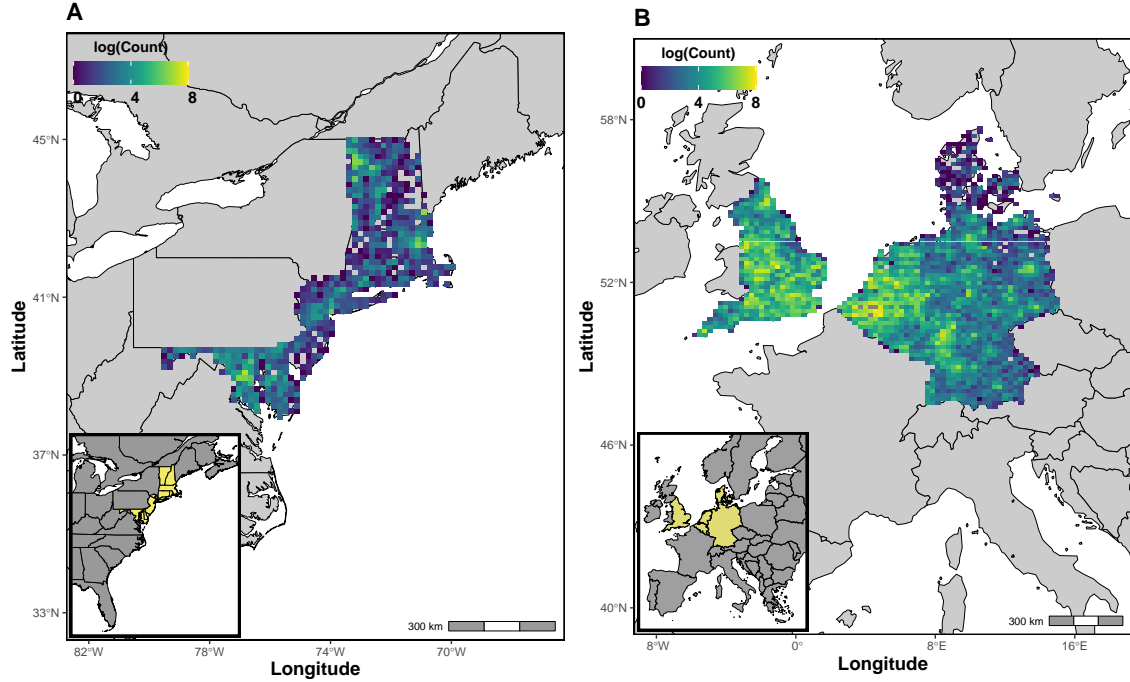 A
log(Count)
0 4 8
45°N
41°N
37°N
33°N
Latitude
300 km
82°W 78°W 74°W 70°W
Longitude
B
log(Count)
0 4 8
58°N
52°N
46°N
40°N
Latitude
300 km
8°W 0° 8°E 16°E
Longitude